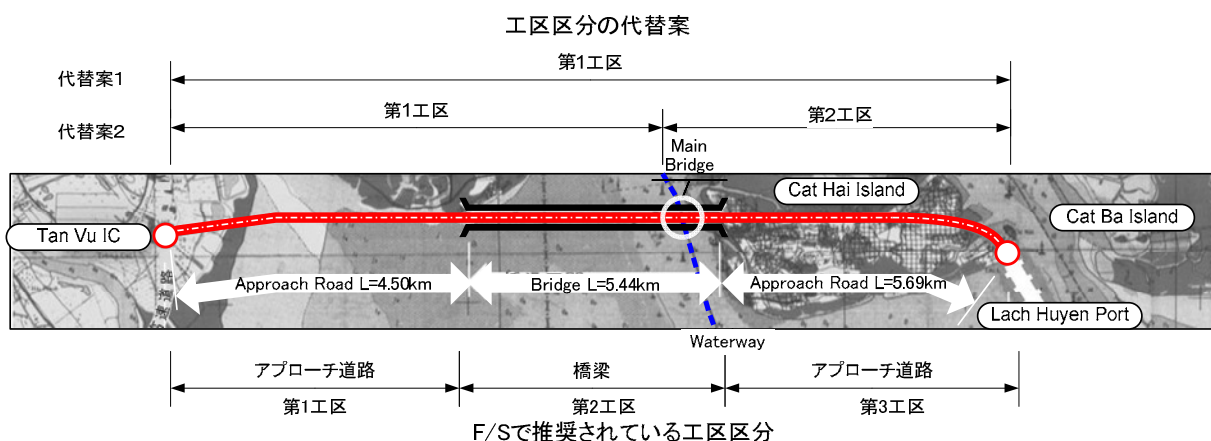 工区区分の代替案
第1工区
代替案1
第1工区
第2工区
代替案2
Main
Bridge
Cat Hai Island
Cat Ba Island
Tan Vu IC
Approach Road L=4.50km
Bridge L=5.44km
Approach Road L=5.69km
Lach Huyen Port
Waterway
アプローチ道路
橋梁
アプローチ道路
第1工区
第2工区
第3工区
F/Sで推奨されている工区区分